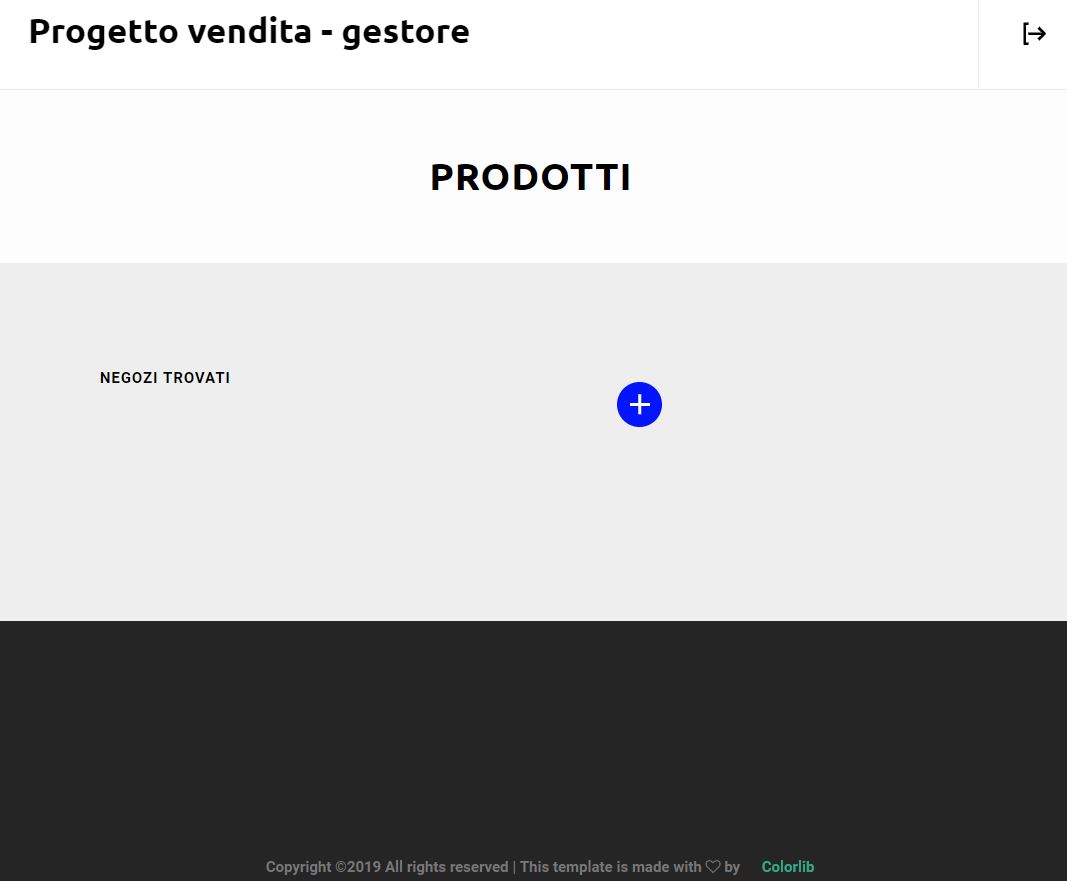 Progetto vendita - gestore
PRODOTTI
NEGOZI TROVATI
Copyright ©2019 All rights reserved | This template is made with ♡ by Colorlib